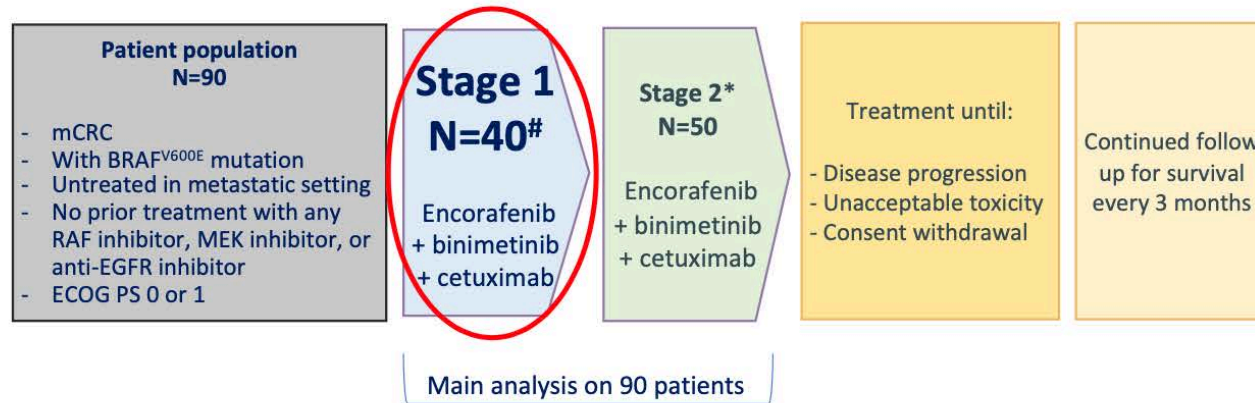 Patient population
N=90
- mCRC
- With BRAFV600E mutation
- Untreated in metastatic setting
- No prior treatment with any
RAF inhibitor, MEK inhibitor, or
anti-EGFR inhibitor
- ECOG PS 0 or 1
Stage 1
N=40#
Encorafenib
+ binimetinib
+ cetuximab
Stage 2*
N=50
Encorafenib
+ binimetinib
+ cetuximab
Treatment until:
- Disease progression
- Unacceptable toxicity
- Consent withdrawal
Continued follow
up for survival
every 3 months
Main analysis on 90 patients